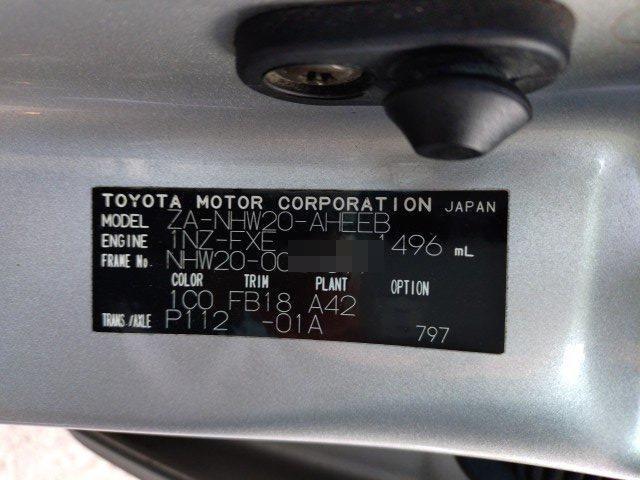 TOYOTA MOTOR CORPORATION JAPAN
MODEL ZA-NHW20-AHEEB
ENGINE 1NZ-FXE 1496 mL
FRAME No NHW20-00
COLOR TRIM PLANT OPTION
1C0 FB18 A42
TRANS./AXLE P112 -01A 797